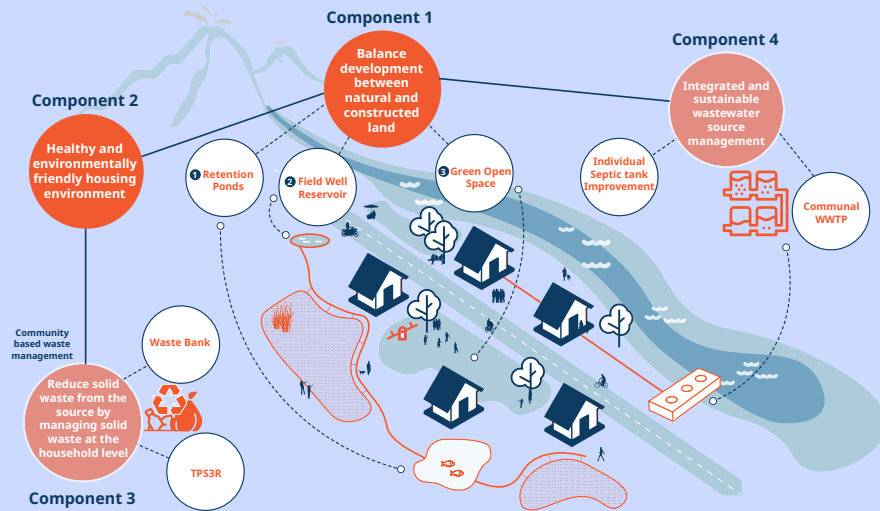 Component 1
Balance
development
between
natural and
constructed
land
Component 4
Integrated and
sustainable
wastewater
source
management
Component 2
Healthy and
environmentally
friendly housing
environment
1 Retention
Ponds
2 Field Well
Reservoir
3 Green Open
Space
Individual
Septic tank
Improvement
Communal
WWTP
Community
based waste
management
Waste Bank
Reduce solid
waste from the
source by
managing solid
waste at the
household level
TPS3R
Component 3